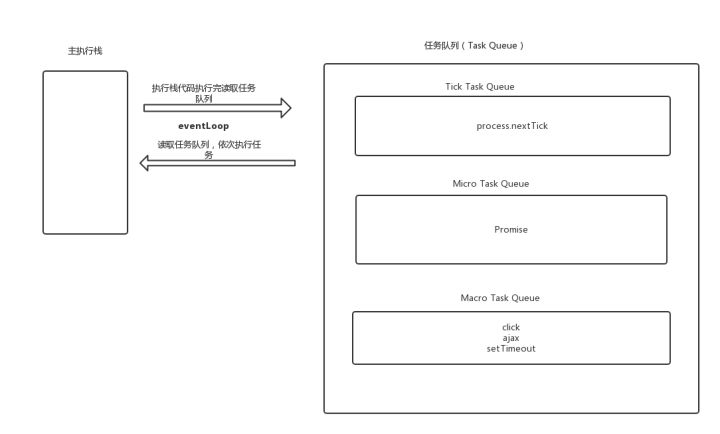 主执行栈
任务队列（Task Queue）
执行栈代码执行完读取任务
队列
eventLoop
读取任务队列，依次执行任
务
Tick Task Queue
process.nextTick
Micro Task Queue
Promise
Macro Task Queue
click
ajax
setTimeout